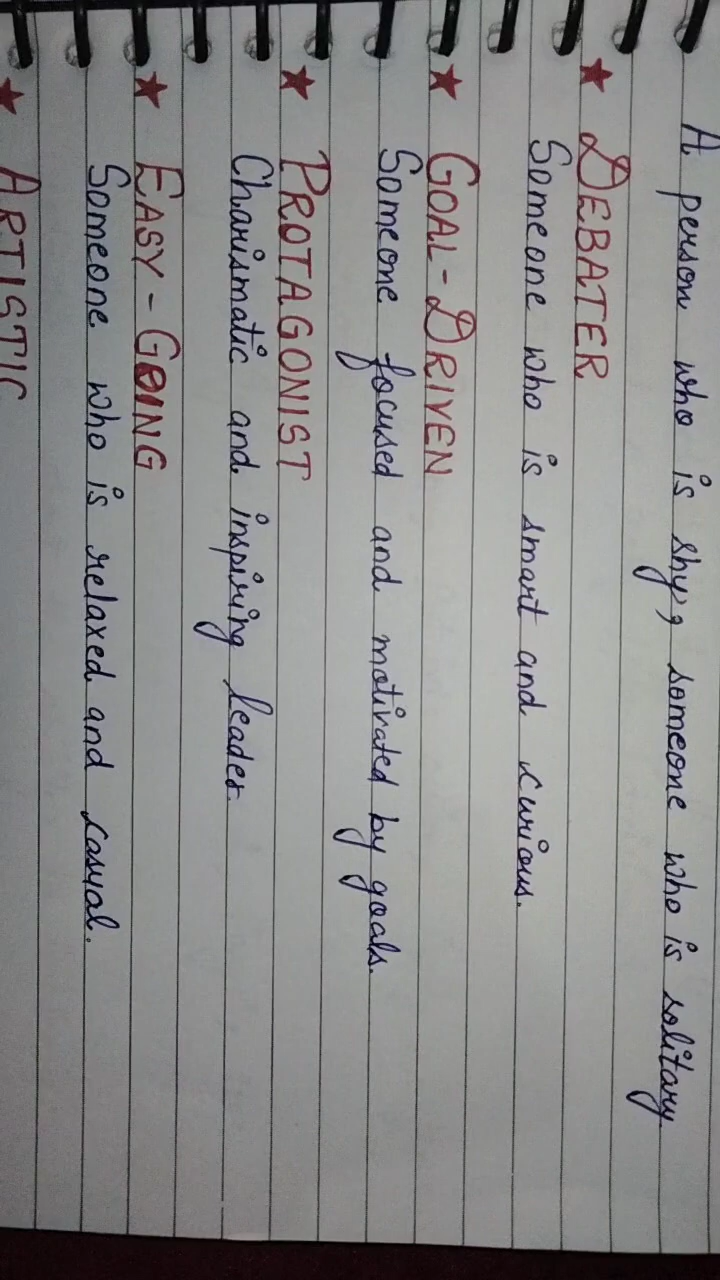 A person who is shy, someone who is solitary
★ DEBATER
Someone who is smart and curious.
★ GOAL-DRIVEN
Someone focused and motivated by goals.
★ PROTAGONIST
Charismatic and inspiring leader.
★ EASY-GOING
Someone who is relaxed and casual.
★ ARTISTIC